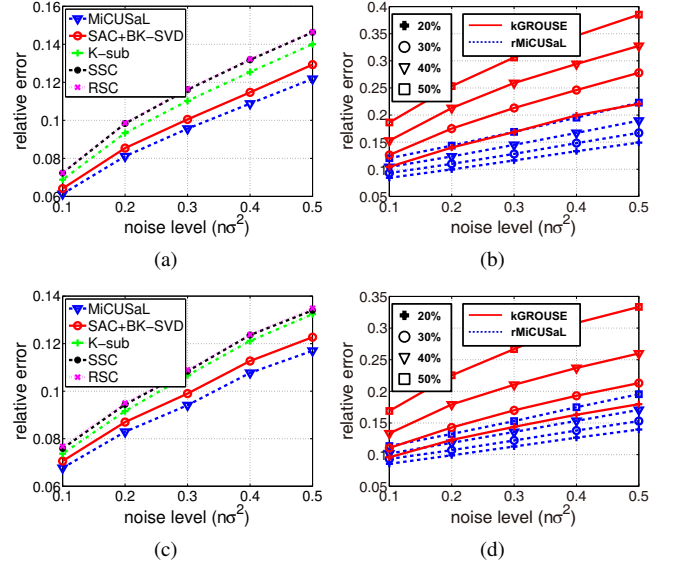 0.16
0.14
0.12
0.1
0.08
0.06
relative error
MiCUSaL
SAC+BK−SVD
K−sub
SSC
RSC
0.1 0.2 0.3 0.4 0.5
noise level (nσ²)
(a)
0.4
0.35
0.3
0.25
0.2
0.15
0.1
0.05
relative error
20%
30%
40%
50%
kGROUSE
rMiCUSaL
0.1 0.2 0.3 0.4 0.5
noise level (nσ²)
(b)
0.14
0.12
0.1
0.08
0.06
relative error
MiCUSaL
SAC+BK−SVD
K−sub
SSC
RSC
0.1 0.2 0.3 0.4 0.5
noise level (nσ²)
(c)
0.35
0.3
0.25
0.2
0.15
0.1
0.05
relative error
20%
30%
40%
50%
kGROUSE
rMiCUSaL
0.1 0.2 0.3 0.4 0.5
noise level (nσ²)
(d)